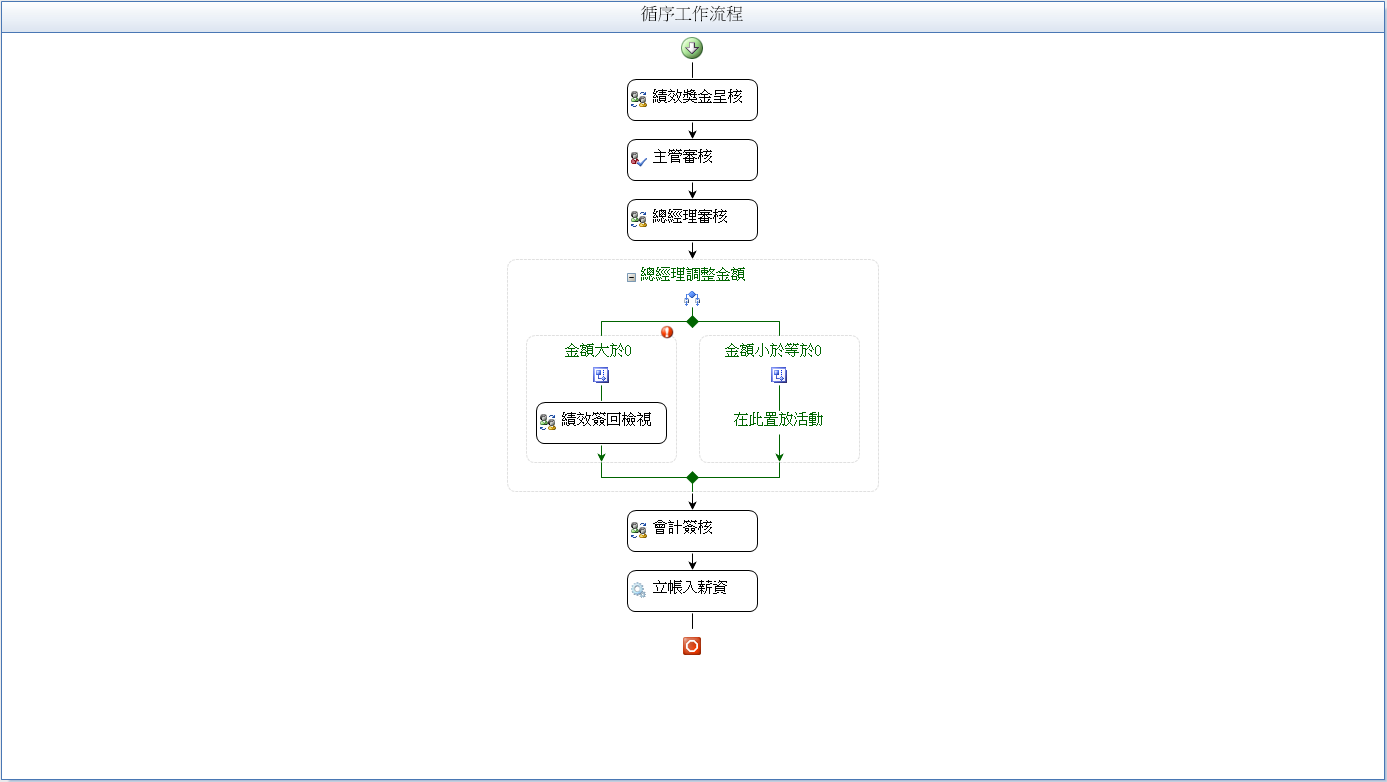 循序工作流程
績效獎金呈核
主管審核
總經理審核
總經理調整金額
金額大於0
金額小於等於0
績效簽回檢視
在此置放活動
會計簽核
立帳入薪資